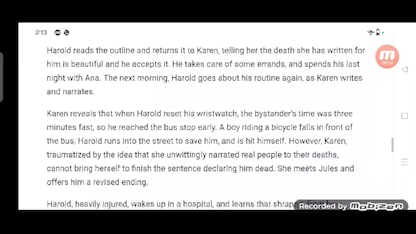 2:13
Harold reads the outline and returns it to Karen, telling her the death she has written for
him is beautiful and he accepts it. He takes care of some errands, and spends his last
night with Ana. The next morning, Harold goes about his routine again, as Karen writes
and narrates.
Karen reveals that when Harold reset his wristwatch, the bystander's time was three
minutes fast, so he reached the bus stop early. A boy riding a bicycle falls in front of
the bus; Harold runs into the street to save him, and is hit himself. However, Karen,
traumatized by the idea that she unwittingly narrated real people to their deaths,
cannot bring herself to finish the sentence declaring him dead. She meets Jules and
offers him a revised ending.
Harold, heavily injured, wakes up in a hospital, and learns that shrap
Recorded by Mobizen